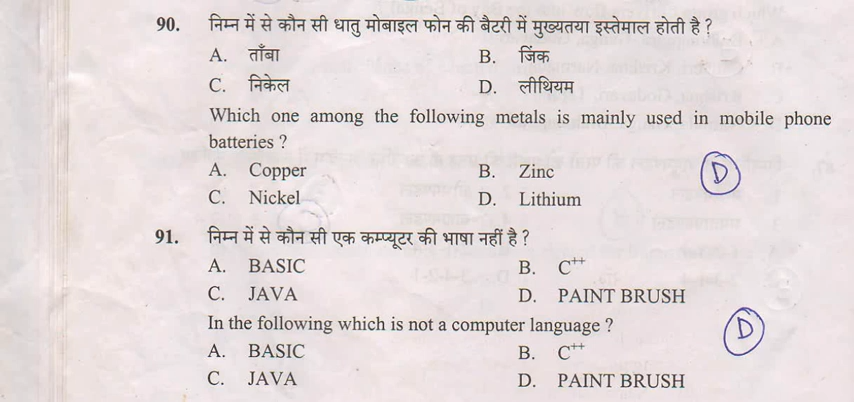 90. निम्न में से कौन सी धातु मोबाइल फोन की बैटरी में मुख्यतया इस्तेमाल होती है ?
A. ताँबा B. जिंक
C. निकेल D. लीथियम
Which one among the following metals is mainly used in mobile phone
batteries ?
A. Copper B. Zinc D
C. Nickel D. Lithium
91. निम्न में से कौन सी एक कम्प्यूटर की भाषा नहीं है ?
A. BASIC B. C++
C. JAVA D. PAINT BRUSH
In the following which is not a computer language ? D
A. BASIC B. C++
C. JAVA D. PAINT BRUSH